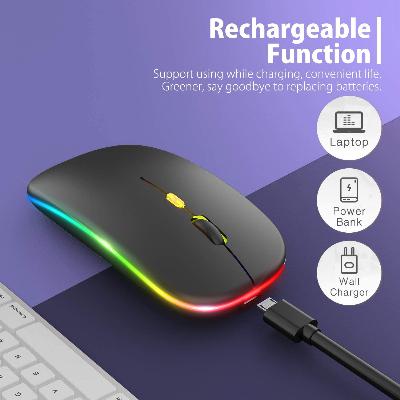 Rechargeable
Function
Support using while charging, convenient life.
Greener, say goodbye to replacing batteries.
Laptop
Power
Bank
Wall
Charger